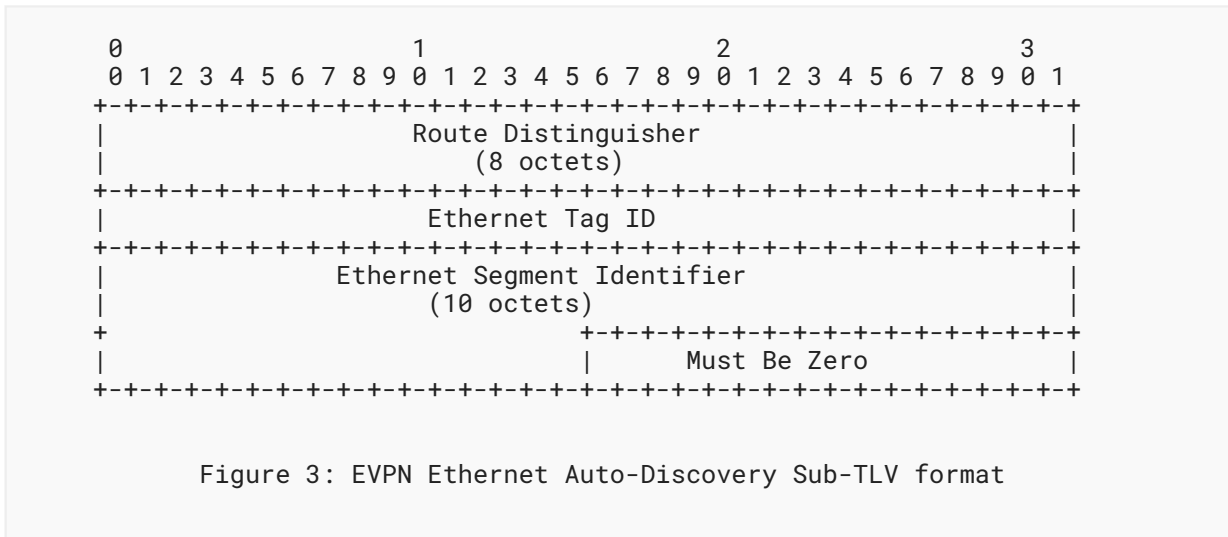 0                   1                   2                   3
 0 1 2 3 4 5 6 7 8 9 0 1 2 3 4 5 6 7 8 9 0 1 2 3 4 5 6 7 8 9 0 1
+-+-+-+-+-+-+-+-+-+-+-+-+-+-+-+-+-+-+-+-+-+-+-+-+-+-+-+-+-+-+-+-+
|                    Route Distinguisher                        |
|                        (8 octets)                             |
+-+-+-+-+-+-+-+-+-+-+-+-+-+-+-+-+-+-+-+-+-+-+-+-+-+-+-+-+-+-+-+-+
|                     Ethernet Tag ID                           |
+-+-+-+-+-+-+-+-+-+-+-+-+-+-+-+-+-+-+-+-+-+-+-+-+-+-+-+-+-+-+-+-+
|               Ethernet Segment Identifier                     |
|                     (10 octets)                               |
+                               +-+-+-+-+-+-+-+-+-+-+-+-+-+-+-+-+
|                               |      Must Be Zero             |
+-+-+-+-+-+-+-+-+-+-+-+-+-+-+-+-+-+-+-+-+-+-+-+-+-+-+-+-+-+-+-+-+
Figure 3: EVPN Ethernet Auto-Discovery Sub-TLV format